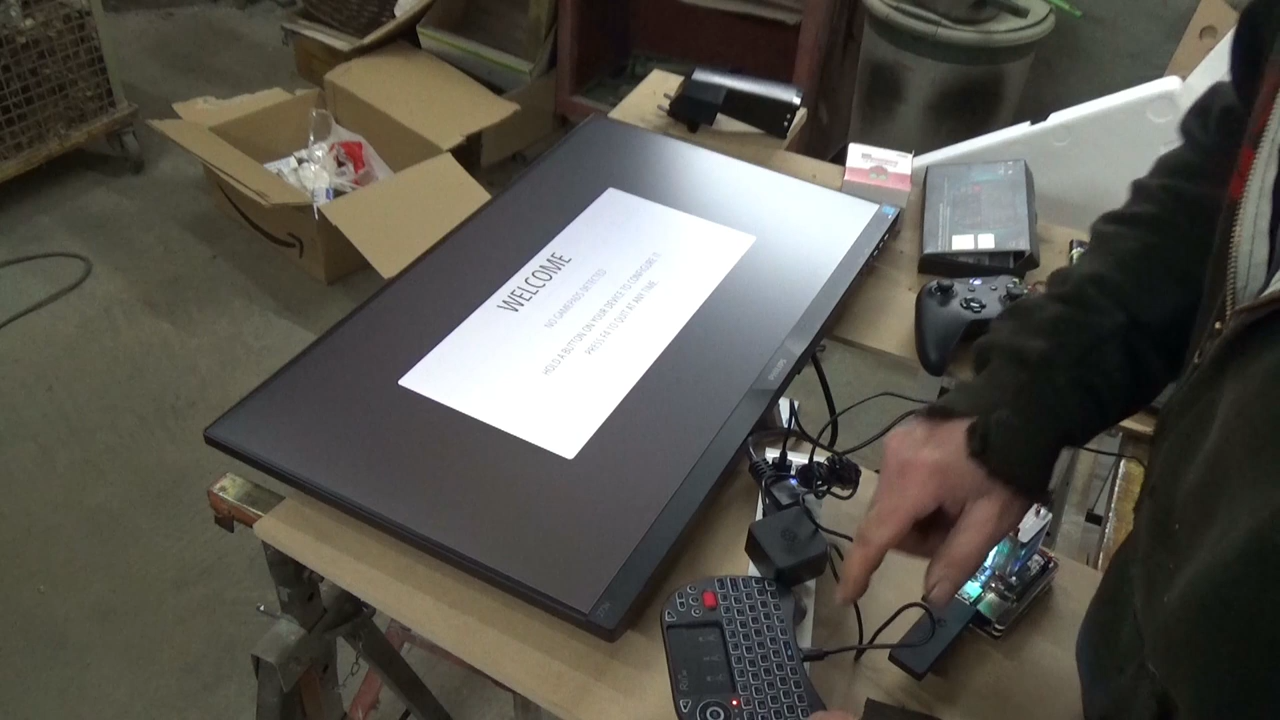 WELCOME
NO GAMEPADS DETECTED
HOLD A BUTTON ON YOUR DEVICE TO CONFIGURE IT
PRESS F4 TO QUIT AT ANY TIME.
PHILIPS
Rii